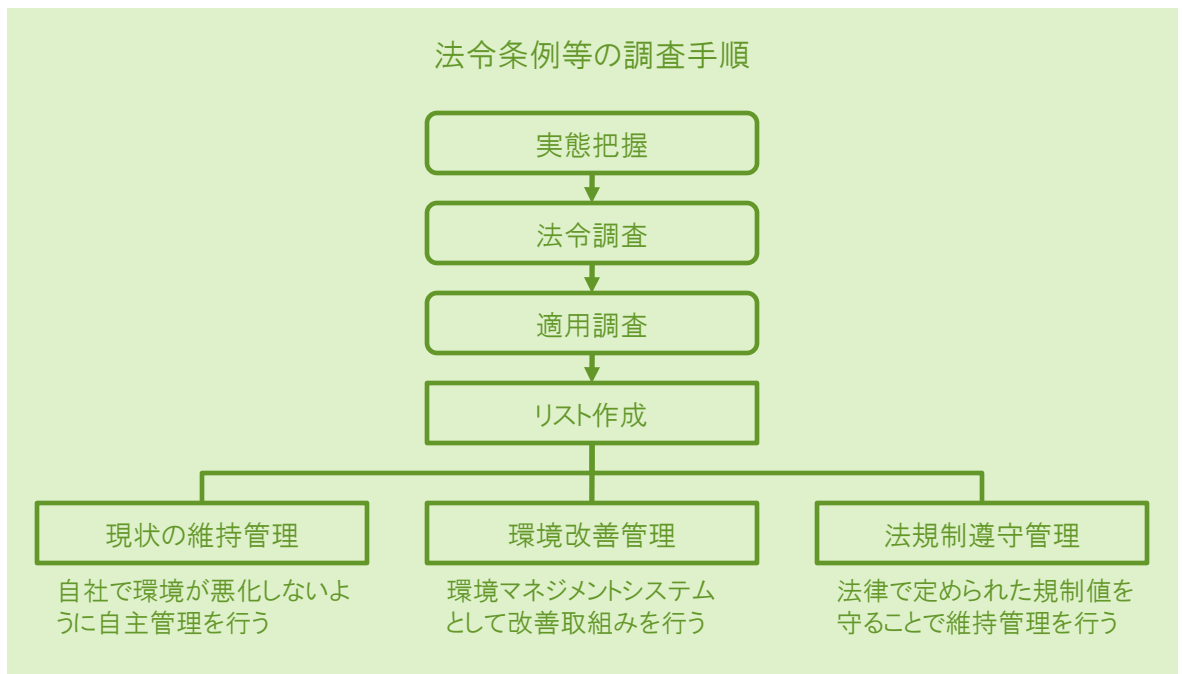 法令条例等の調査手順
実態把握
法令調査
適用調査
リスト作成
現状の維持管理
環境改善管理
法規制遵守管理
自社で環境が悪化しないよ
うに自主管理を行う
環境マネジメントシステム
として改善取組みを行う
法律で定められた規制値を
守ることで維持管理を行う